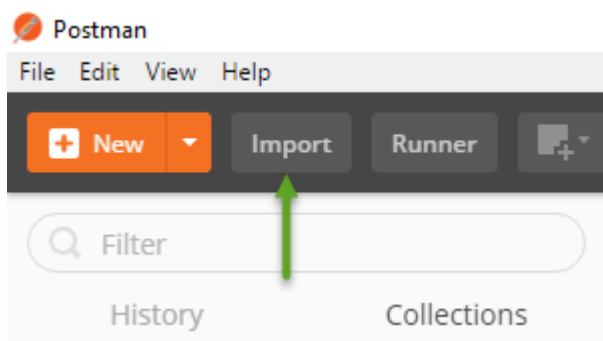 Postman
File Edit View Help
New Import Runner
Filter
History Collections